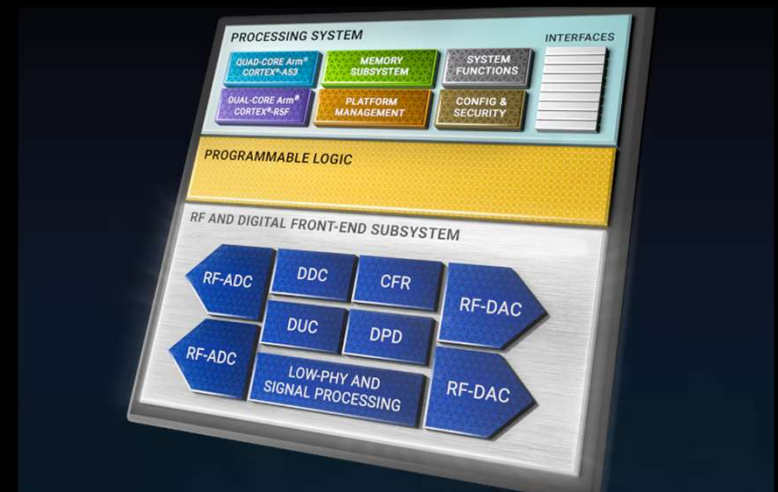 PROCESSING SYSTEM
INTERFACES
QUAD-CORE Arm®
CORTEX®-A53
MEMORY
SUBSYSTEM
SYSTEM
FUNCTIONS
DUAL-CORE Arm®
CORTEX®-R5F
PLATFORM
MANAGEMENT
CONFIG &
SECURITY
PROGRAMMABLE LOGIC
RF AND DIGITAL FRONT-END SUBSYSTEM
RF-ADC
DDC
CFR
RF-DAC
RF-ADC
DUC
DPD
RF-DAC
LOW-PHY AND
SIGNAL PROCESSING